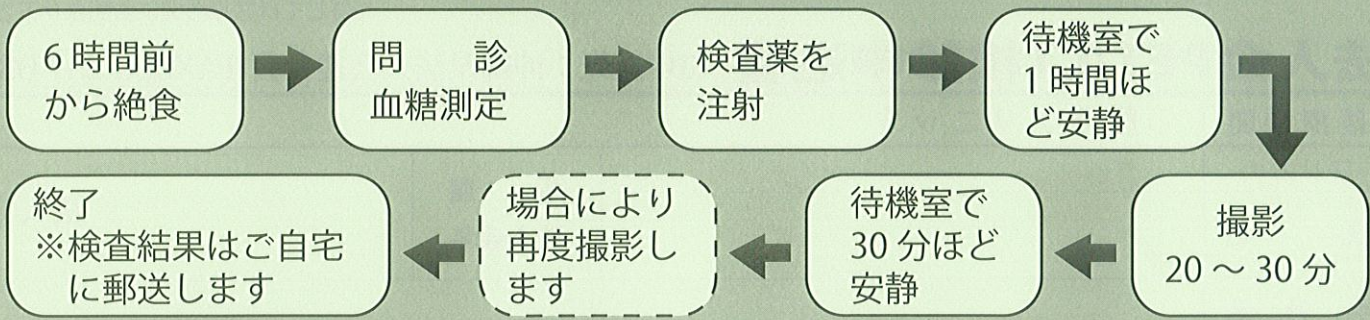 6時間前
から絶食
問　　診
血糖測定
検査薬を
注射
待機室で
1時間ほ
ど安静
撮影
20～30分
待機室で
30分ほど
安静
場合により
再度撮影し
ます
終了
※検査結果はご自宅
に郵送します